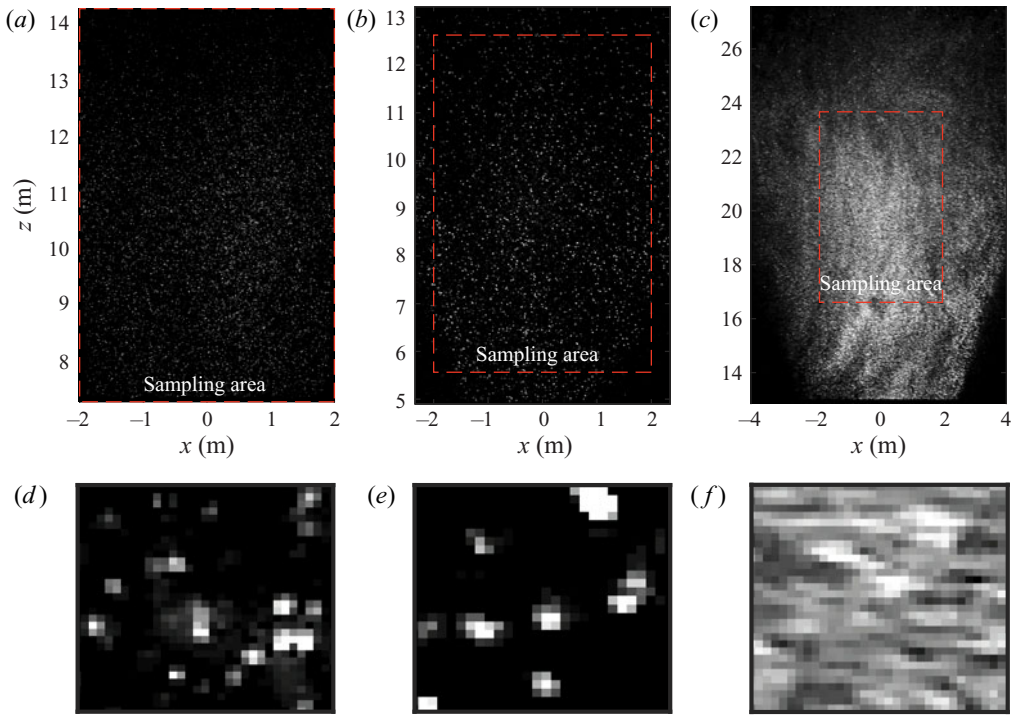 (a)
14
13
12
11
10
9
8
z (m)
Sampling area
−2
−1
0
1
2
x (m)
(b)
13
12
11
10
9
8
7
6
5
Sampling area
−2
−1
0
1
2
x (m)
(c)
26
24
22
20
18
16
14
Sampling area
−4
−2
0
2
4
x (m)
(d)
(e)
(f)